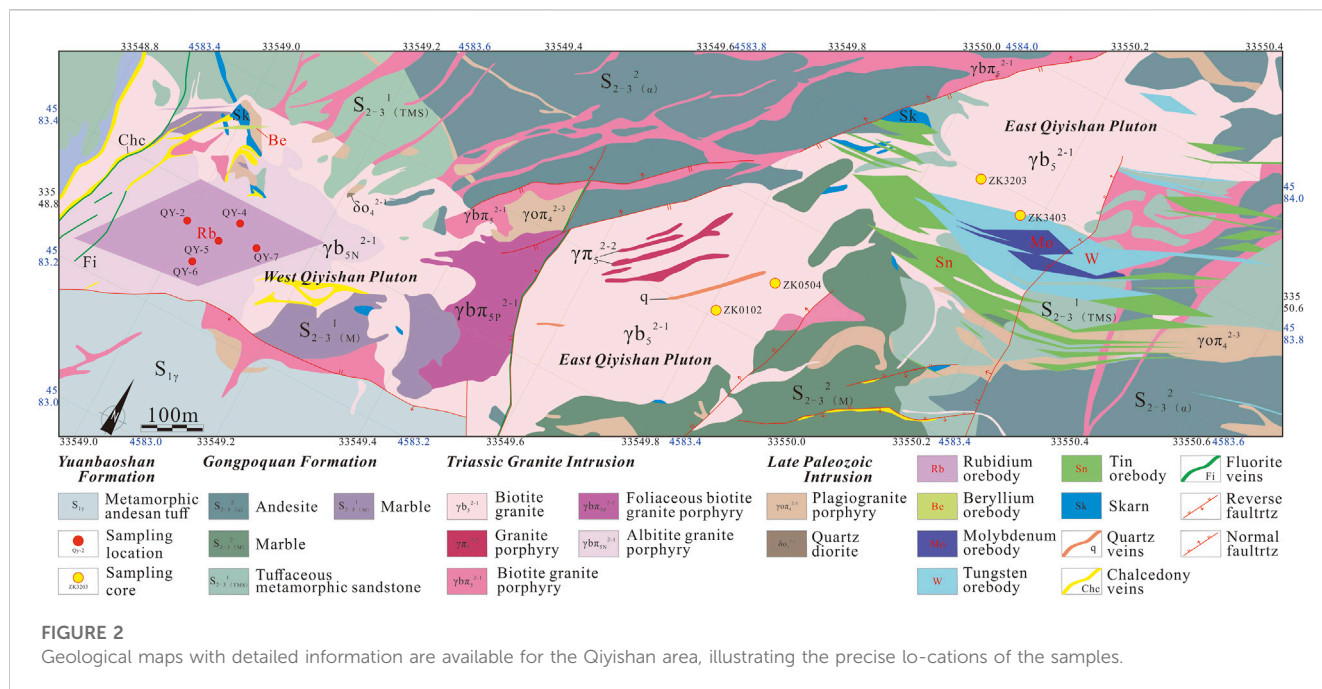 33548.8
4583.4
33549.0
33549.2
4583.6
33549.4
33549.6
4583.8
33549.8
33550.0
4584.0
33550.2
33550.4
45
83.4
335
48.8
45
83.2
45
83.0
45
84.0
335
50.6
45
83.8
S2-3 1 (TMS)
S2-3 2 (α)
γbπ5 2-1
Sk
Be
Chc
Sk
East Qiyishan Pluton
γb5 2-1
ZK3203
ZK3403
δo4 2-1
γbπ5 2-1
γoπ4 2-3
QY-2
QY-4
Rb
QY-5
QY-7
QY-6
γb5N 2-1
Fi
West Qiyishan Pluton
γπ5 2-2
Mo
W
Sn
q
ZK0504
ZK0102
S2-3 1 (M)
γbπ5P 2-1
γb5 2-1
East Qiyishan Pluton
S2-3 1 (TMS)
γoπ4 2-3
S1γ
S2-3 2 (M)
S2-3 2 (α)
100m
33549.0
4583.0
33549.2
33549.4
4583.2
33549.6
33549.8
4583.4
33550.0
33550.2
4583.4
33550.4
33550.6
4583.6
Yuanbaoshan
Formation
Gongpoquan Formation
Triassic Granite Intrusion
Late Paleozoic
Intrusion
S1γ
Metamorphic
andesan tuff
Qy-2
Sampling
location
ZK3203
Sampling
core
Andesite
Marble
Marble
Tuffaceous
metamorphic sandstone
Biotite
granite
Granite
porphyry
Biotite granite
porphyry
Foliaceous biotite
granite porphyry
Albitite granite
porphyry
Plagiogranite
porphyry
Quartz
diorite
Rb
Rubidium
orebody
Be
Beryllium
orebody
Mo
Molybdenum
orebody
W
Tungsten
orebody
Sn
Tin
orebody
Sk
Skarn
q
Quartz
veins
Chc
Chalcedony
veins
Fi
Fluorite
veins
Reverse
faultrtz
Normal
faultrtz
FIGURE 2
Geological maps with detailed information are available for the Qiyishan area, illustrating the precise lo-cations of the samples.